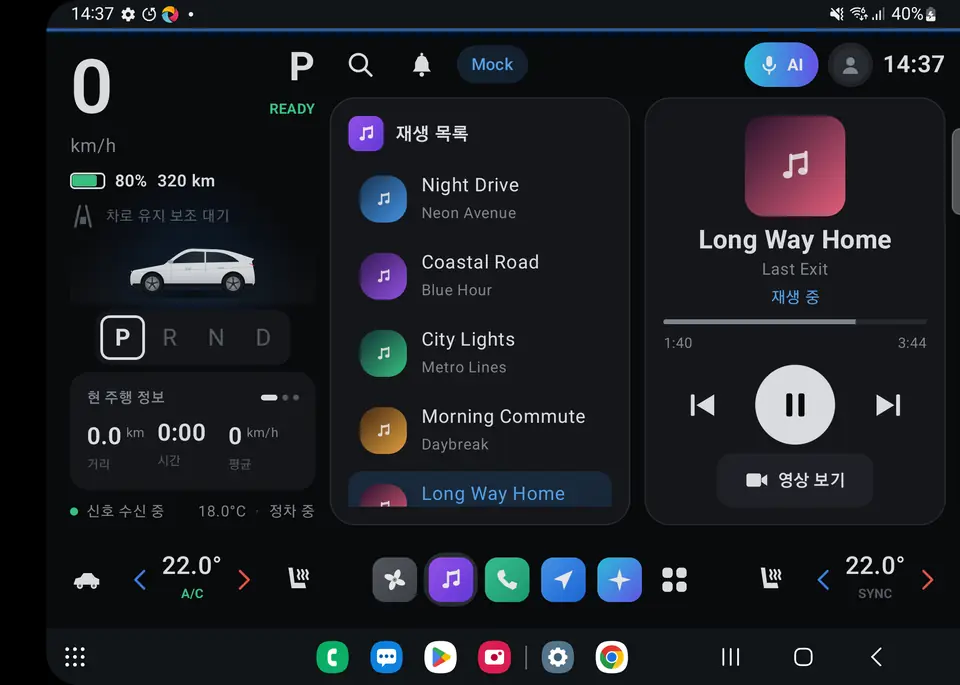 14:37
40%
0
P
READY
km/h
80% 320 km
차로 유지 보조 대기
P R N D
현 주행 정보
0.0 km 0:00 0 km/h
거리 시간 평균
신호 수신 중 18.0°C · 정차 중
Mock
AI
14:37
재생 목록
Night Drive
Neon Avenue
Coastal Road
Blue Hour
City Lights
Metro Lines
Morning Commute
Daybreak
Long Way Home
Long Way Home
Last Exit
재생 중
1:40 3:44
영상 보기
22.0°
A/C
22.0°
SYNC